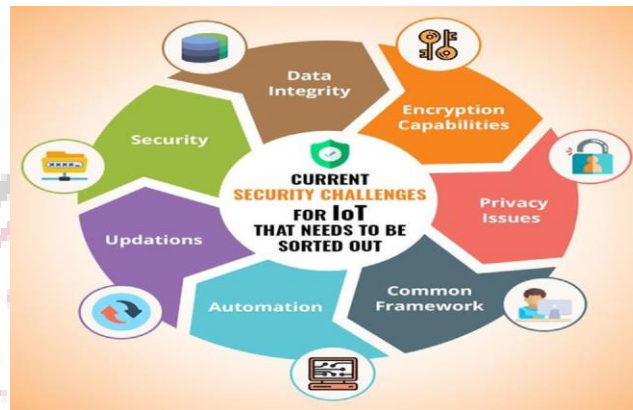 CURRENT
SECURITY CHALLENGES
FOR IoT
THAT NEEDS TO BE
SORTED OUT
Data
Integrity
Encryption
Capabilities
Privacy
Issues
Common
Framework
Automation
Updations
Security